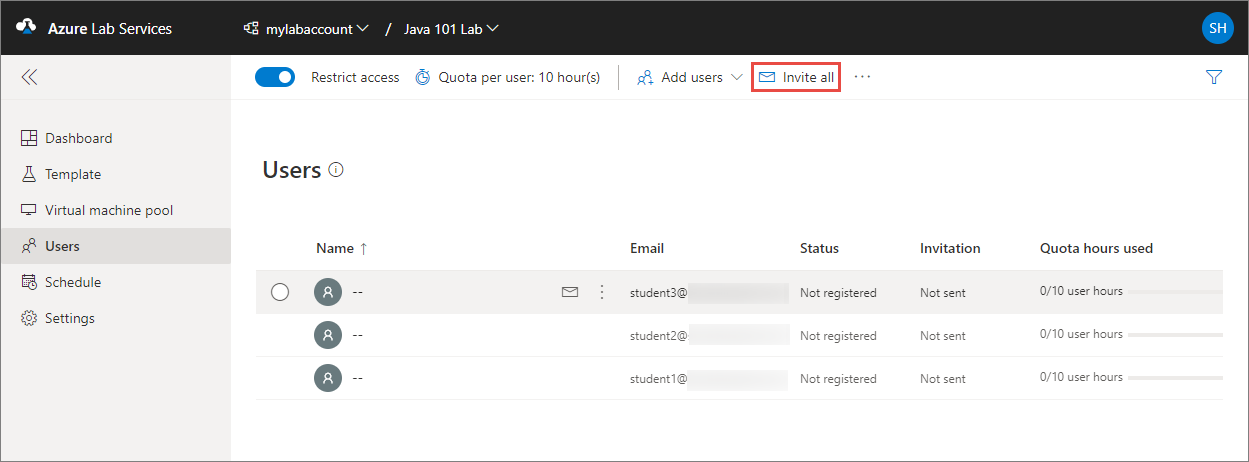 Azure Lab Services mylabaccount / Java 101 Lab SH
Restrict access Quota per user: 10 hour(s) Add users Invite all ...
Dashboard
Template
Virtual machine pool
Users
Schedule
Settings
Users
Name ↑ Email Status Invitation Quota hours used
-- student3@ Not registered Not sent 0/10 user hours
-- student2@ Not registered Not sent 0/10 user hours
-- student1@ Not registered Not sent 0/10 user hours